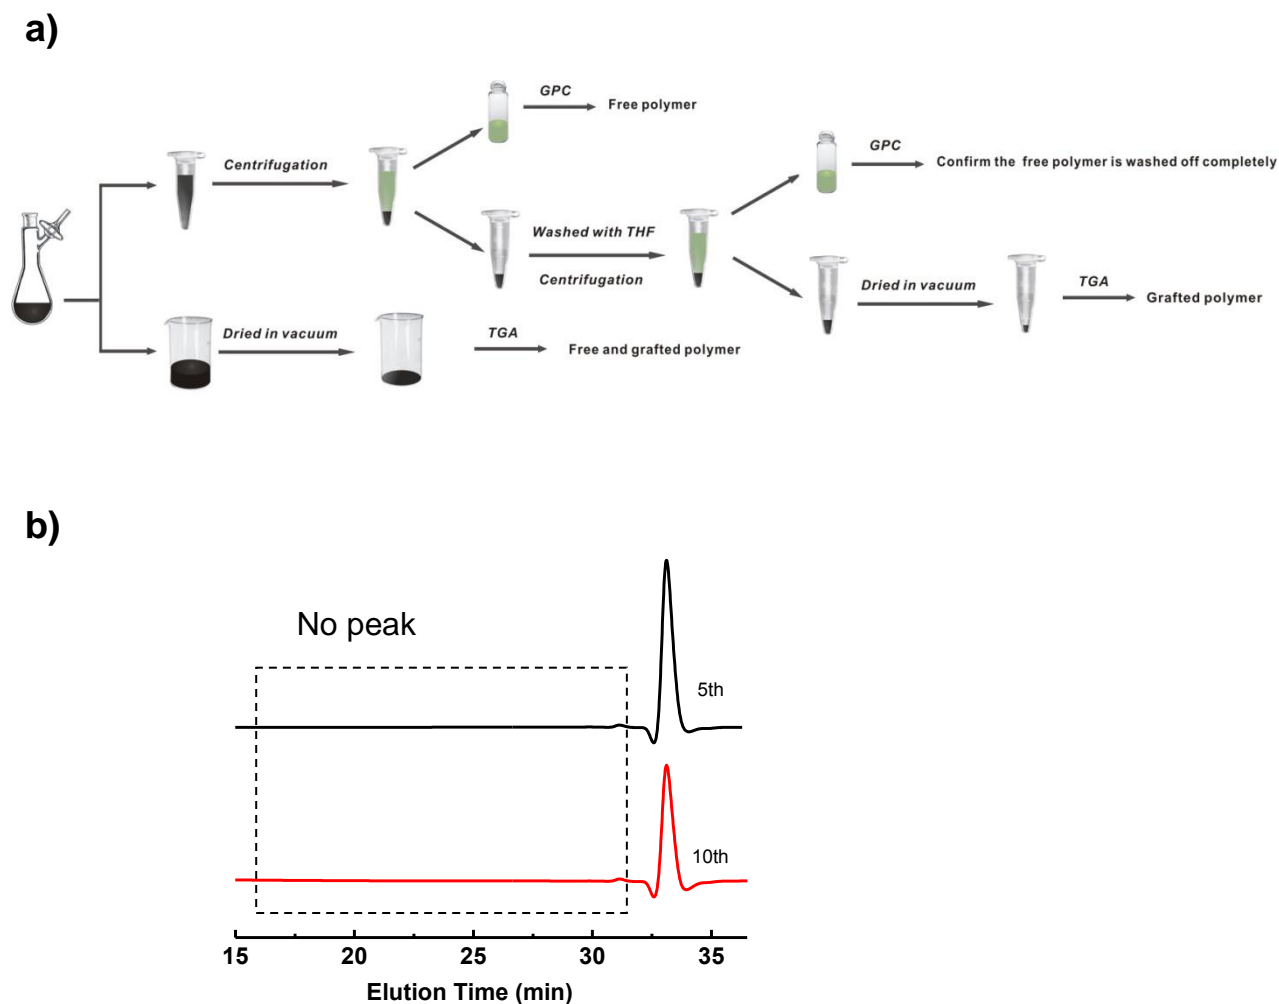 a)
GPC
Free polymer
GPC
Confirm the free polymer is washed off completely
Centrifugation
Washed with THF
Centrifugation
Dried in vacuum
TGA
Grafted polymer
Dried in vacuum
TGA
Free and grafted polymer
b)
No peak
5th
10th
15 20 25 30 35
Elution Time (min)